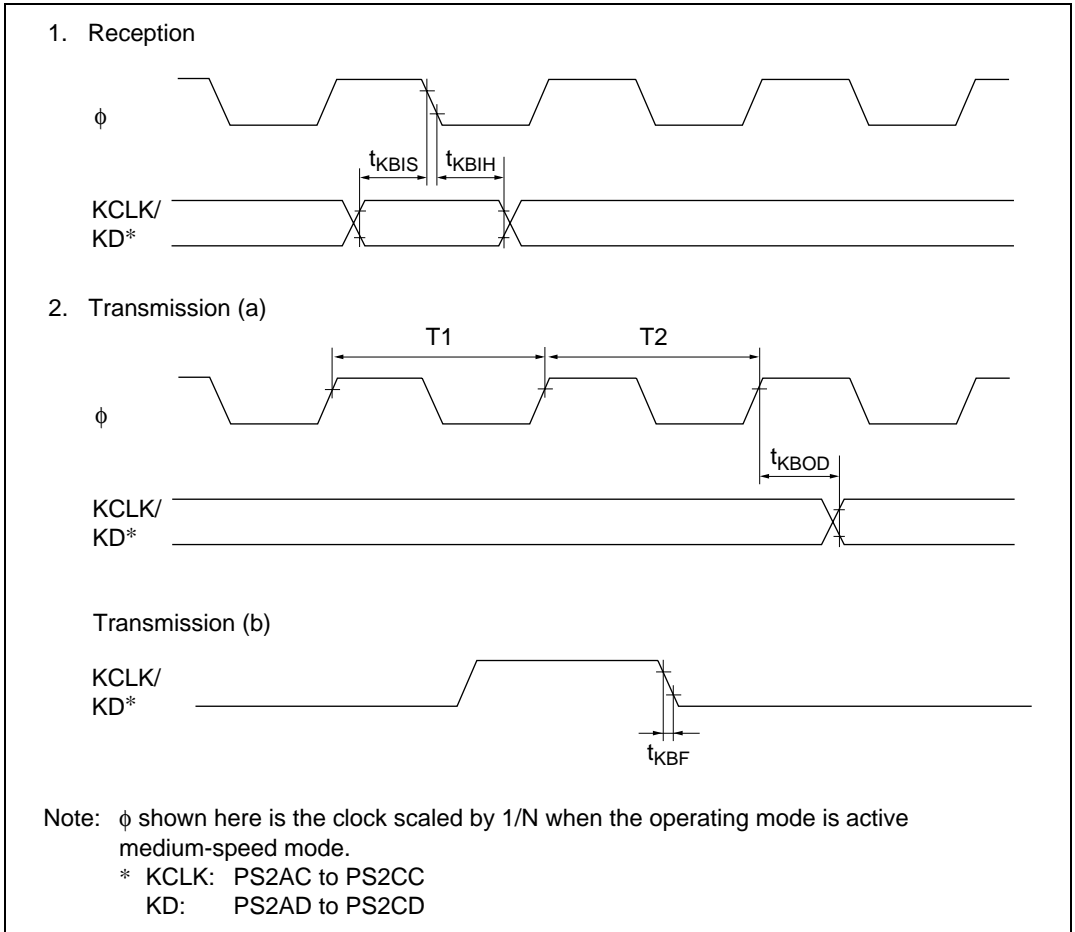 1. Reception
ϕ
tKBIS tKBIH
KCLK/
KD*
2. Transmission (a)
T1 T2
ϕ
tKBOD
KCLK/
KD*
Transmission (b)
KCLK/
KD*
tKBF
Note: ϕ shown here is the clock scaled by 1/N when the operating mode is active
medium-speed mode.
* KCLK: PS2AC to PS2CC
KD: PS2AD to PS2CD